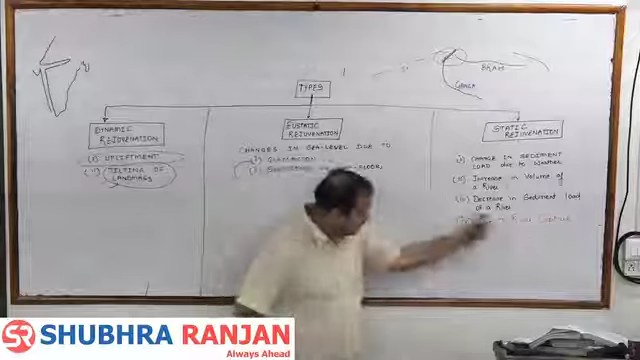 TYPES
BRAH
GANGA
DYNAMIC
REJUVENATION
(i) UPLIFTMENT
(ii) TILTING OF
LANDMASS
EUSTATIC
REJUVENATION
CHANGES IN SEA-LEVEL DUE TO
FLOOR,
STATIC REJUVENATION
(i) CHANGE IN SEDIMENT
LOAD due to Weather
(ii) Increase in Volume of
a River
(iii) Decrease in Sediment load
of a River
River Capture
SR SHUBHRA RANJAN
Always Ahead